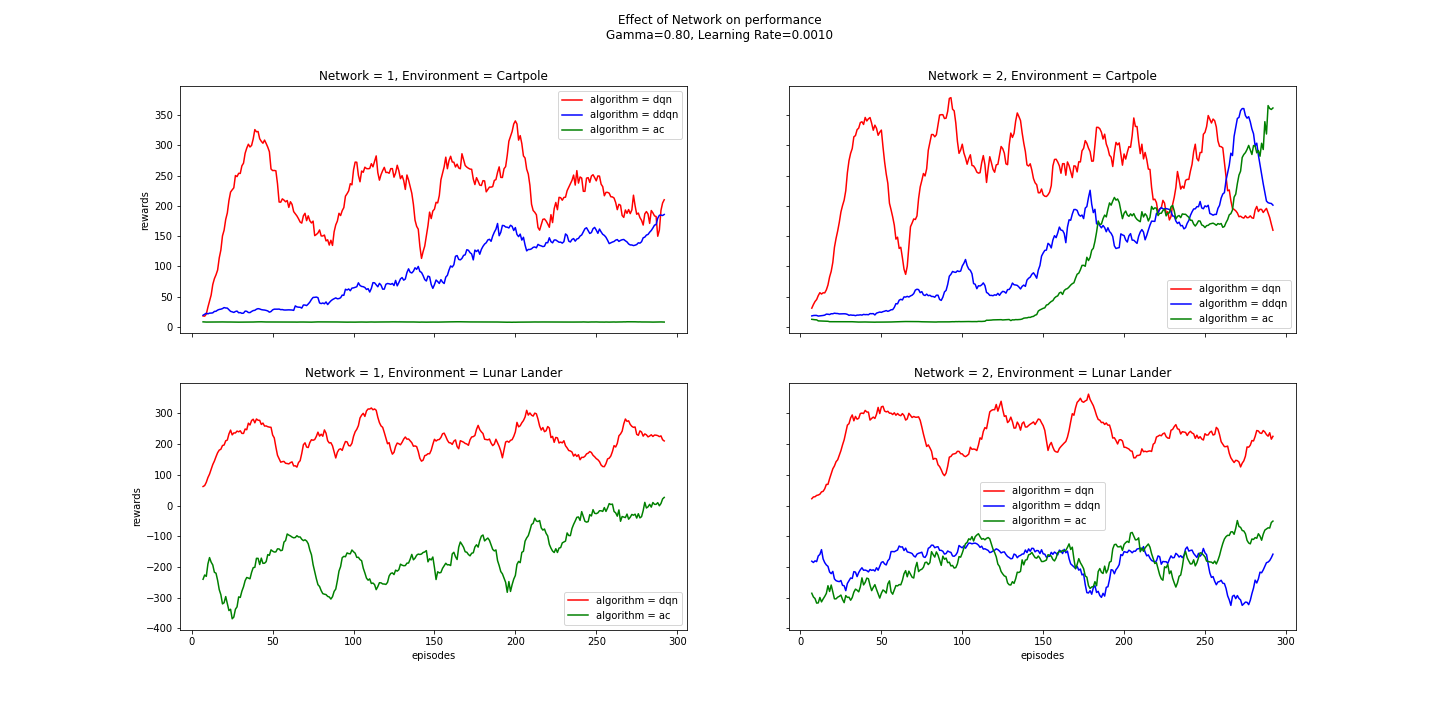 Effect of Network on performance
Gamma=0.80, Learning Rate=0.0010
Network = 1, Environment = Cartpole
algorithm = dqn
algorithm = ddqn
algorithm = ac
rewards
350
300
250
200
150
100
50
0
Network = 2, Environment = Cartpole
algorithm = dqn
algorithm = ddqn
algorithm = ac
Network = 1, Environment = Lunar Lander
rewards
300
200
100
0
−100
−200
−300
−400
algorithm = dqn
algorithm = ac
0 50 100 150 200 250 300
episodes
Network = 2, Environment = Lunar Lander
algorithm = dqn
algorithm = ddqn
algorithm = ac
0 50 100 150 200 250 300
episodes